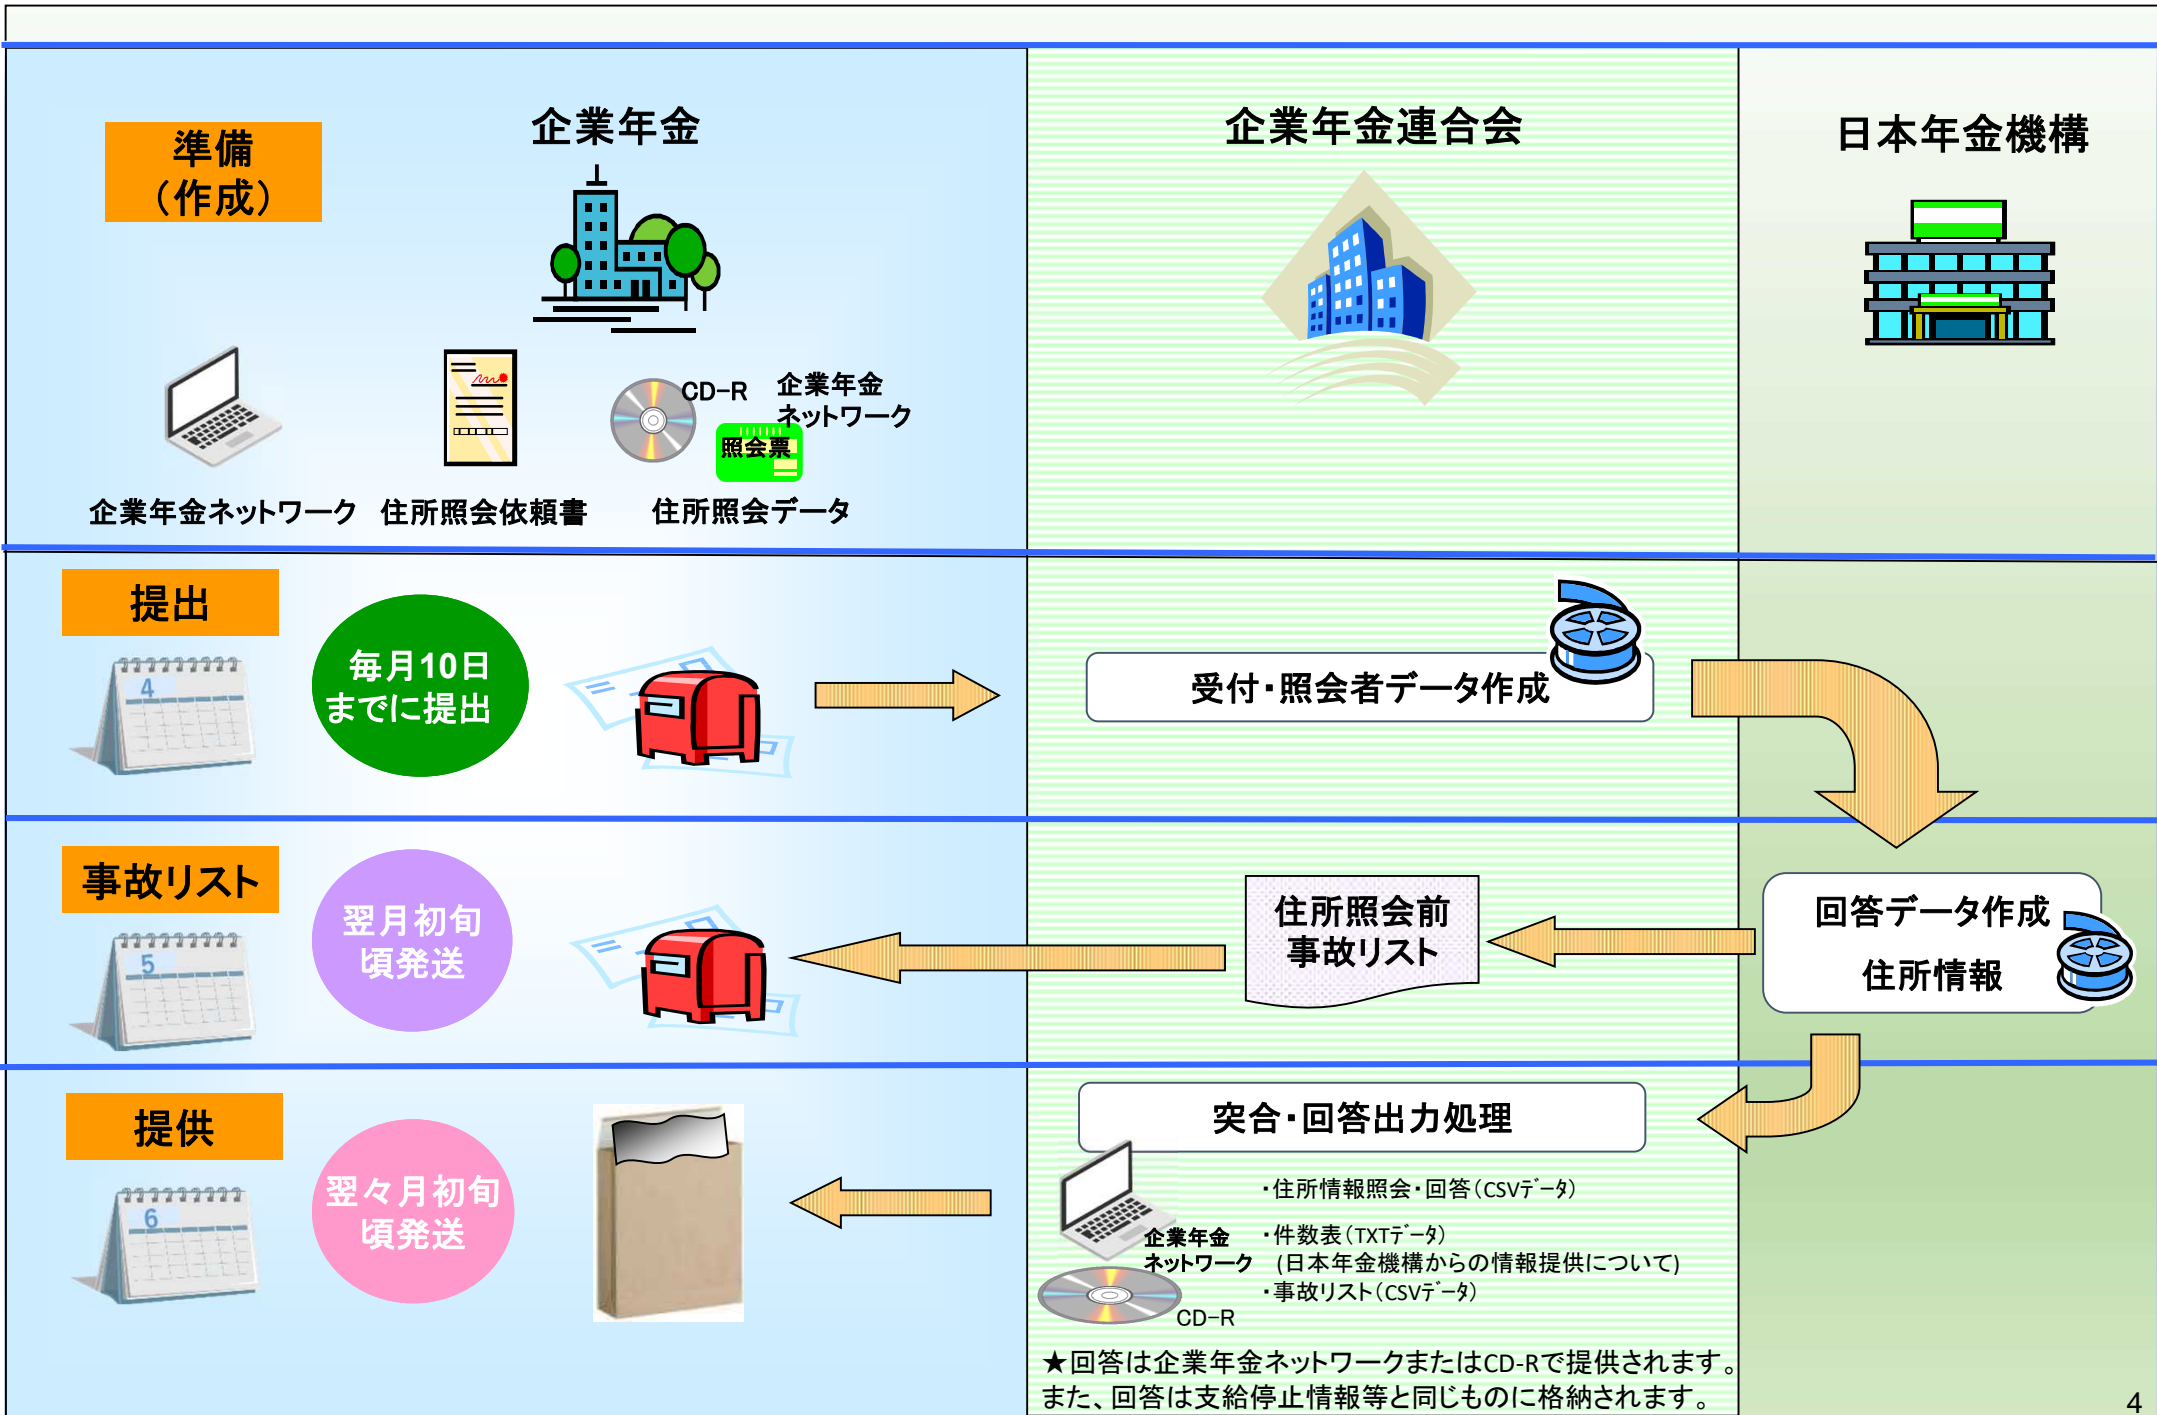 準備
（作成）
企業年金
企業年金連合会
日本年金機構
CD-R
企業年金
ネットワーク
照会票
企業年金ネットワーク
住所照会依頼書
住所照会データ
提出
4
毎月10日
までに提出
受付・照会者データ作成
事故リスト
5
翌月初旬
頃発送
住所照会前
事故リスト
回答データ作成
住所情報
提供
6
翌々月初旬
頃発送
突合・回答出力処理
企業年金
ネットワーク
CD-R
・住所情報照会・回答（CSVﾃﾞｰﾀ）
・件数表（TXTﾃﾞｰﾀ）
(日本年金機構からの情報提供について)
・事故リスト（CSVﾃﾞｰﾀ）
★回答は企業年金ネットワークまたはCD-Rで提供されます。
また、回答は支給停止情報等と同じものに格納されます。
4